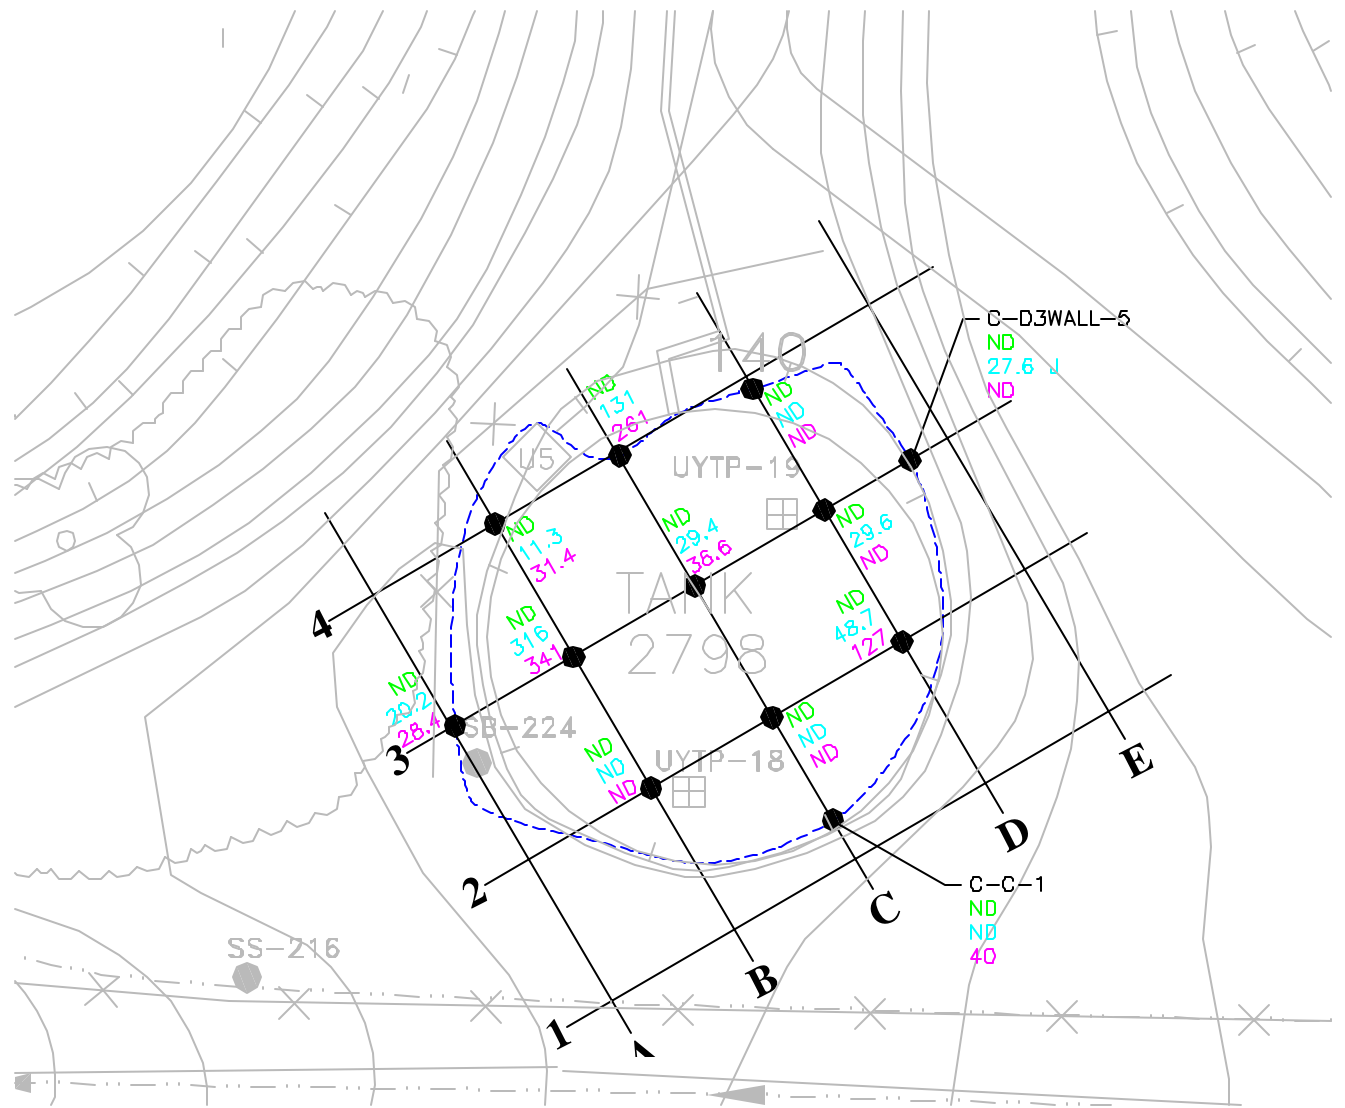 C-D3WALL-5
ND
27.6 J
ND
140
ND
131
261
ND
ND
ND
U5
UYTP-19
ND
11.3
31.4
ND
29.4
36.6
ND
29.6
ND
TANK
2798
ND
316
341
ND
48.7
127
4
ND
20.2
28.4
3
SB-224
ND
ND
ND
UYTP-18
ND
ND
ND
E
D
2
C
C-C-1
ND
ND
40
SS-216
B
1
A